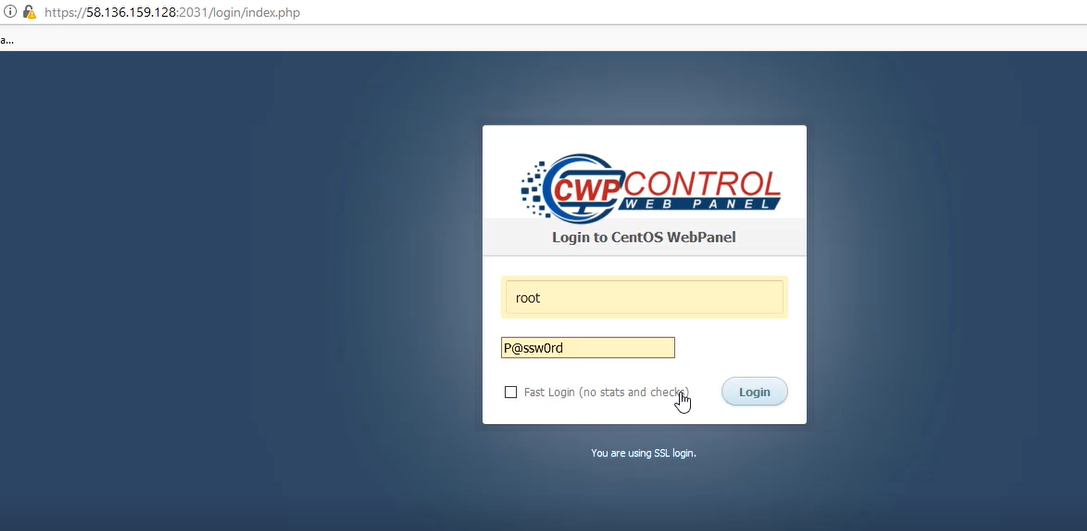 https://58.136.159.128:2031/login/index.php
a...
CWP CONTROL
WEB PANEL
Login to CentOS WebPanel
root
P@ssw0rd
Fast Login (no stats and checks)
Login
You are using SSL login.